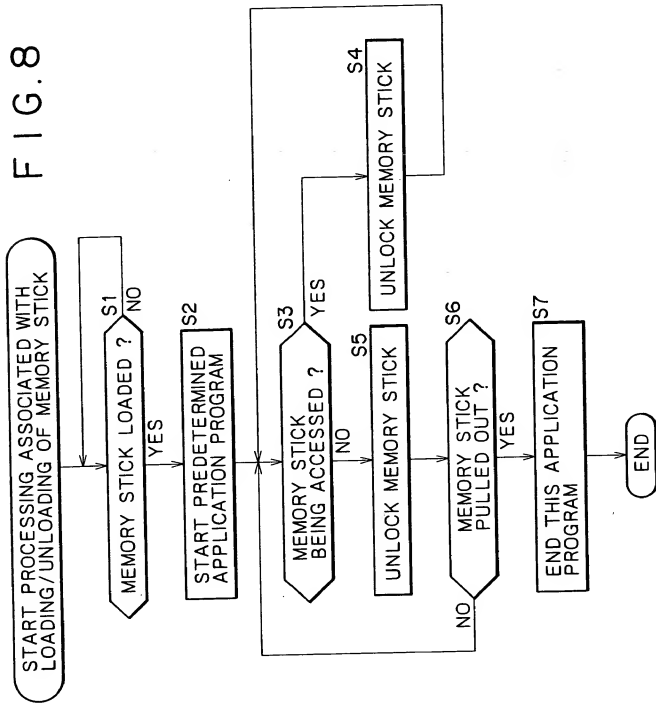 FIG. 8
START PROCESSING ASSOCIATED WITH
LOADING/UNLOADING OF MEMORY STICK
MEMORY STICK LOADED ?
S1
NO
YES
S2
START PREDETERMINED
APPLICATION PROGRAM
S3
MEMORY STICK
BEING ACCESSED ?
YES
NO
S4
UNLOCK MEMORY STICK
S5
UNLOCK MEMORY STICK
S6
MEMORY STICK
PULLED OUT ?
NO
YES
S7
END THIS APPLICATION
PROGRAM
END